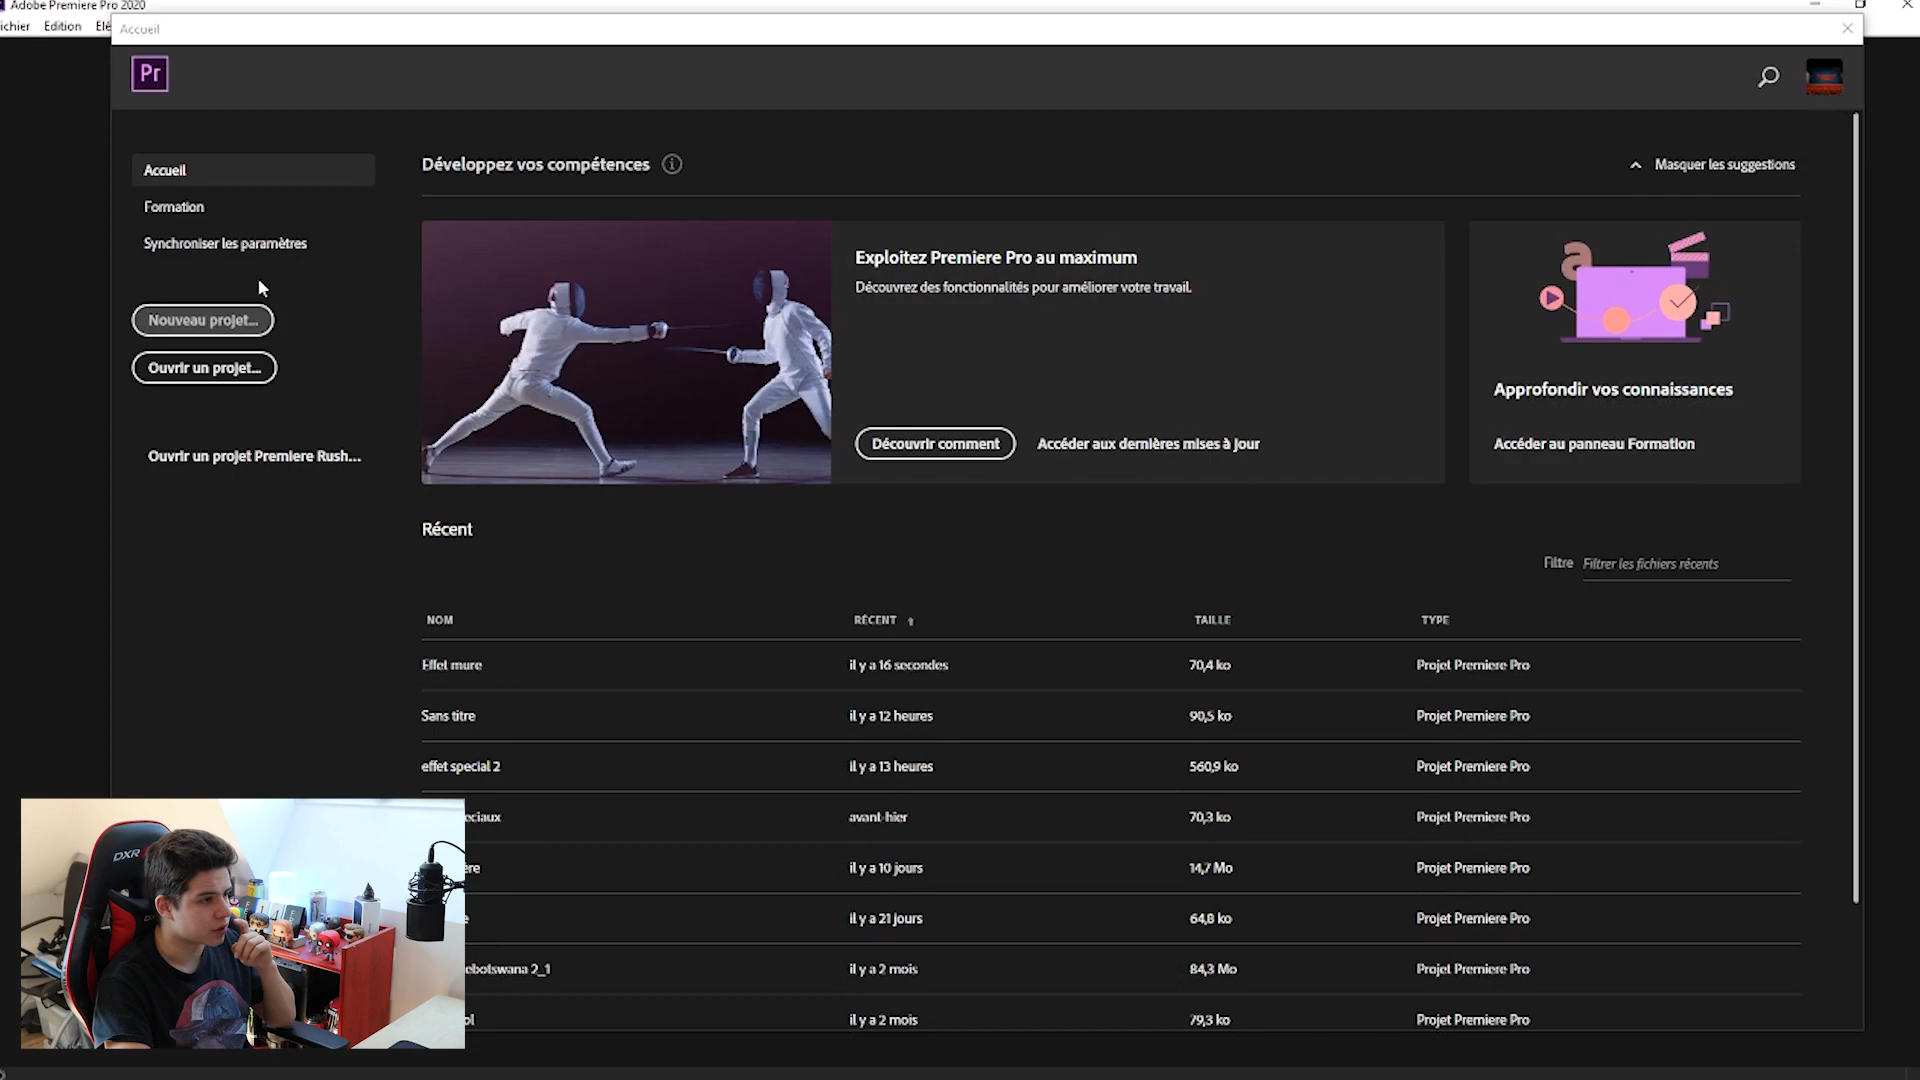 Adobe Premiere Pro 2020
ichier Edition Elé
Accueil
Pr
Accueil
Formation
Synchroniser les paramètres
Nouveau projet...
Ouvrir un projet...
Ouvrir un projet Premiere Rush...
Développez vos compétences
Masquer les suggestions
Exploitez Premiere Pro au maximum
Découvrez des fonctionnalités pour améliorer votre travail.
Découvrir comment Accéder aux dernières mises à jour
Approfondir vos connaissances
Accéder au panneau Formation
Récent
Filtre Filtrer les fichiers récents
NOM RÉCENT TAILLE TYPE
Effet mure il y a 16 secondes 70,4 ko Projet Premiere Pro
Sans titre il y a 12 heures 90,5 ko Projet Premiere Pro
effet special 2 il y a 13 heures 560,9 ko Projet Premiere Pro
eciaux avant-hier 70,3 ko Projet Premiere Pro
ère il y a 10 jours 14,7 Mo Projet Premiere Pro
e il y a 21 jours 64,8 ko Projet Premiere Pro
ebotswana 2_1 il y a 2 mois 84,3 Mo Projet Premiere Pro
ol il y a 2 mois 79,3 ko Projet Premiere Pro
DXR